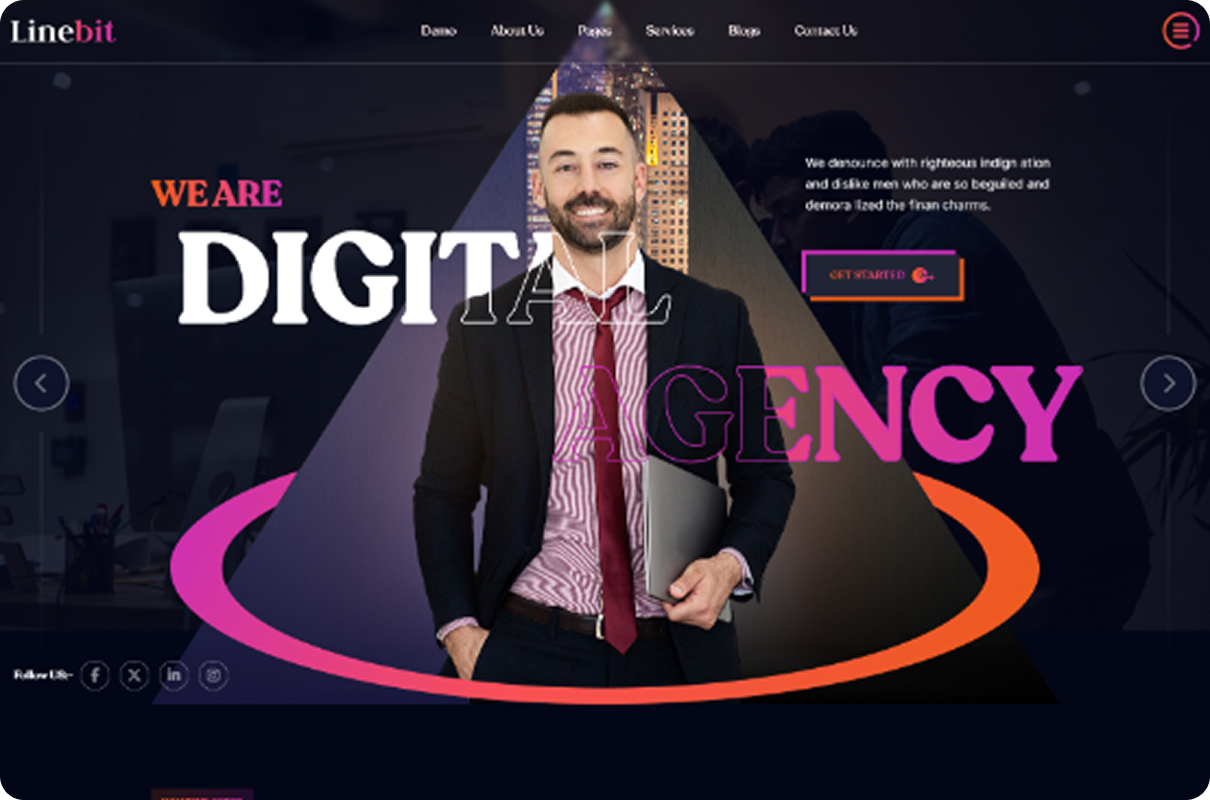 Linebit
Demo About Us Pages Services Blogs Contact Us
WE ARE
DIGITAL
AGENCY
We denounce with righteous indign ation
and dislike men who are so beguiled and
demora lized the finan charms.
GET STARTED
Follow US:-